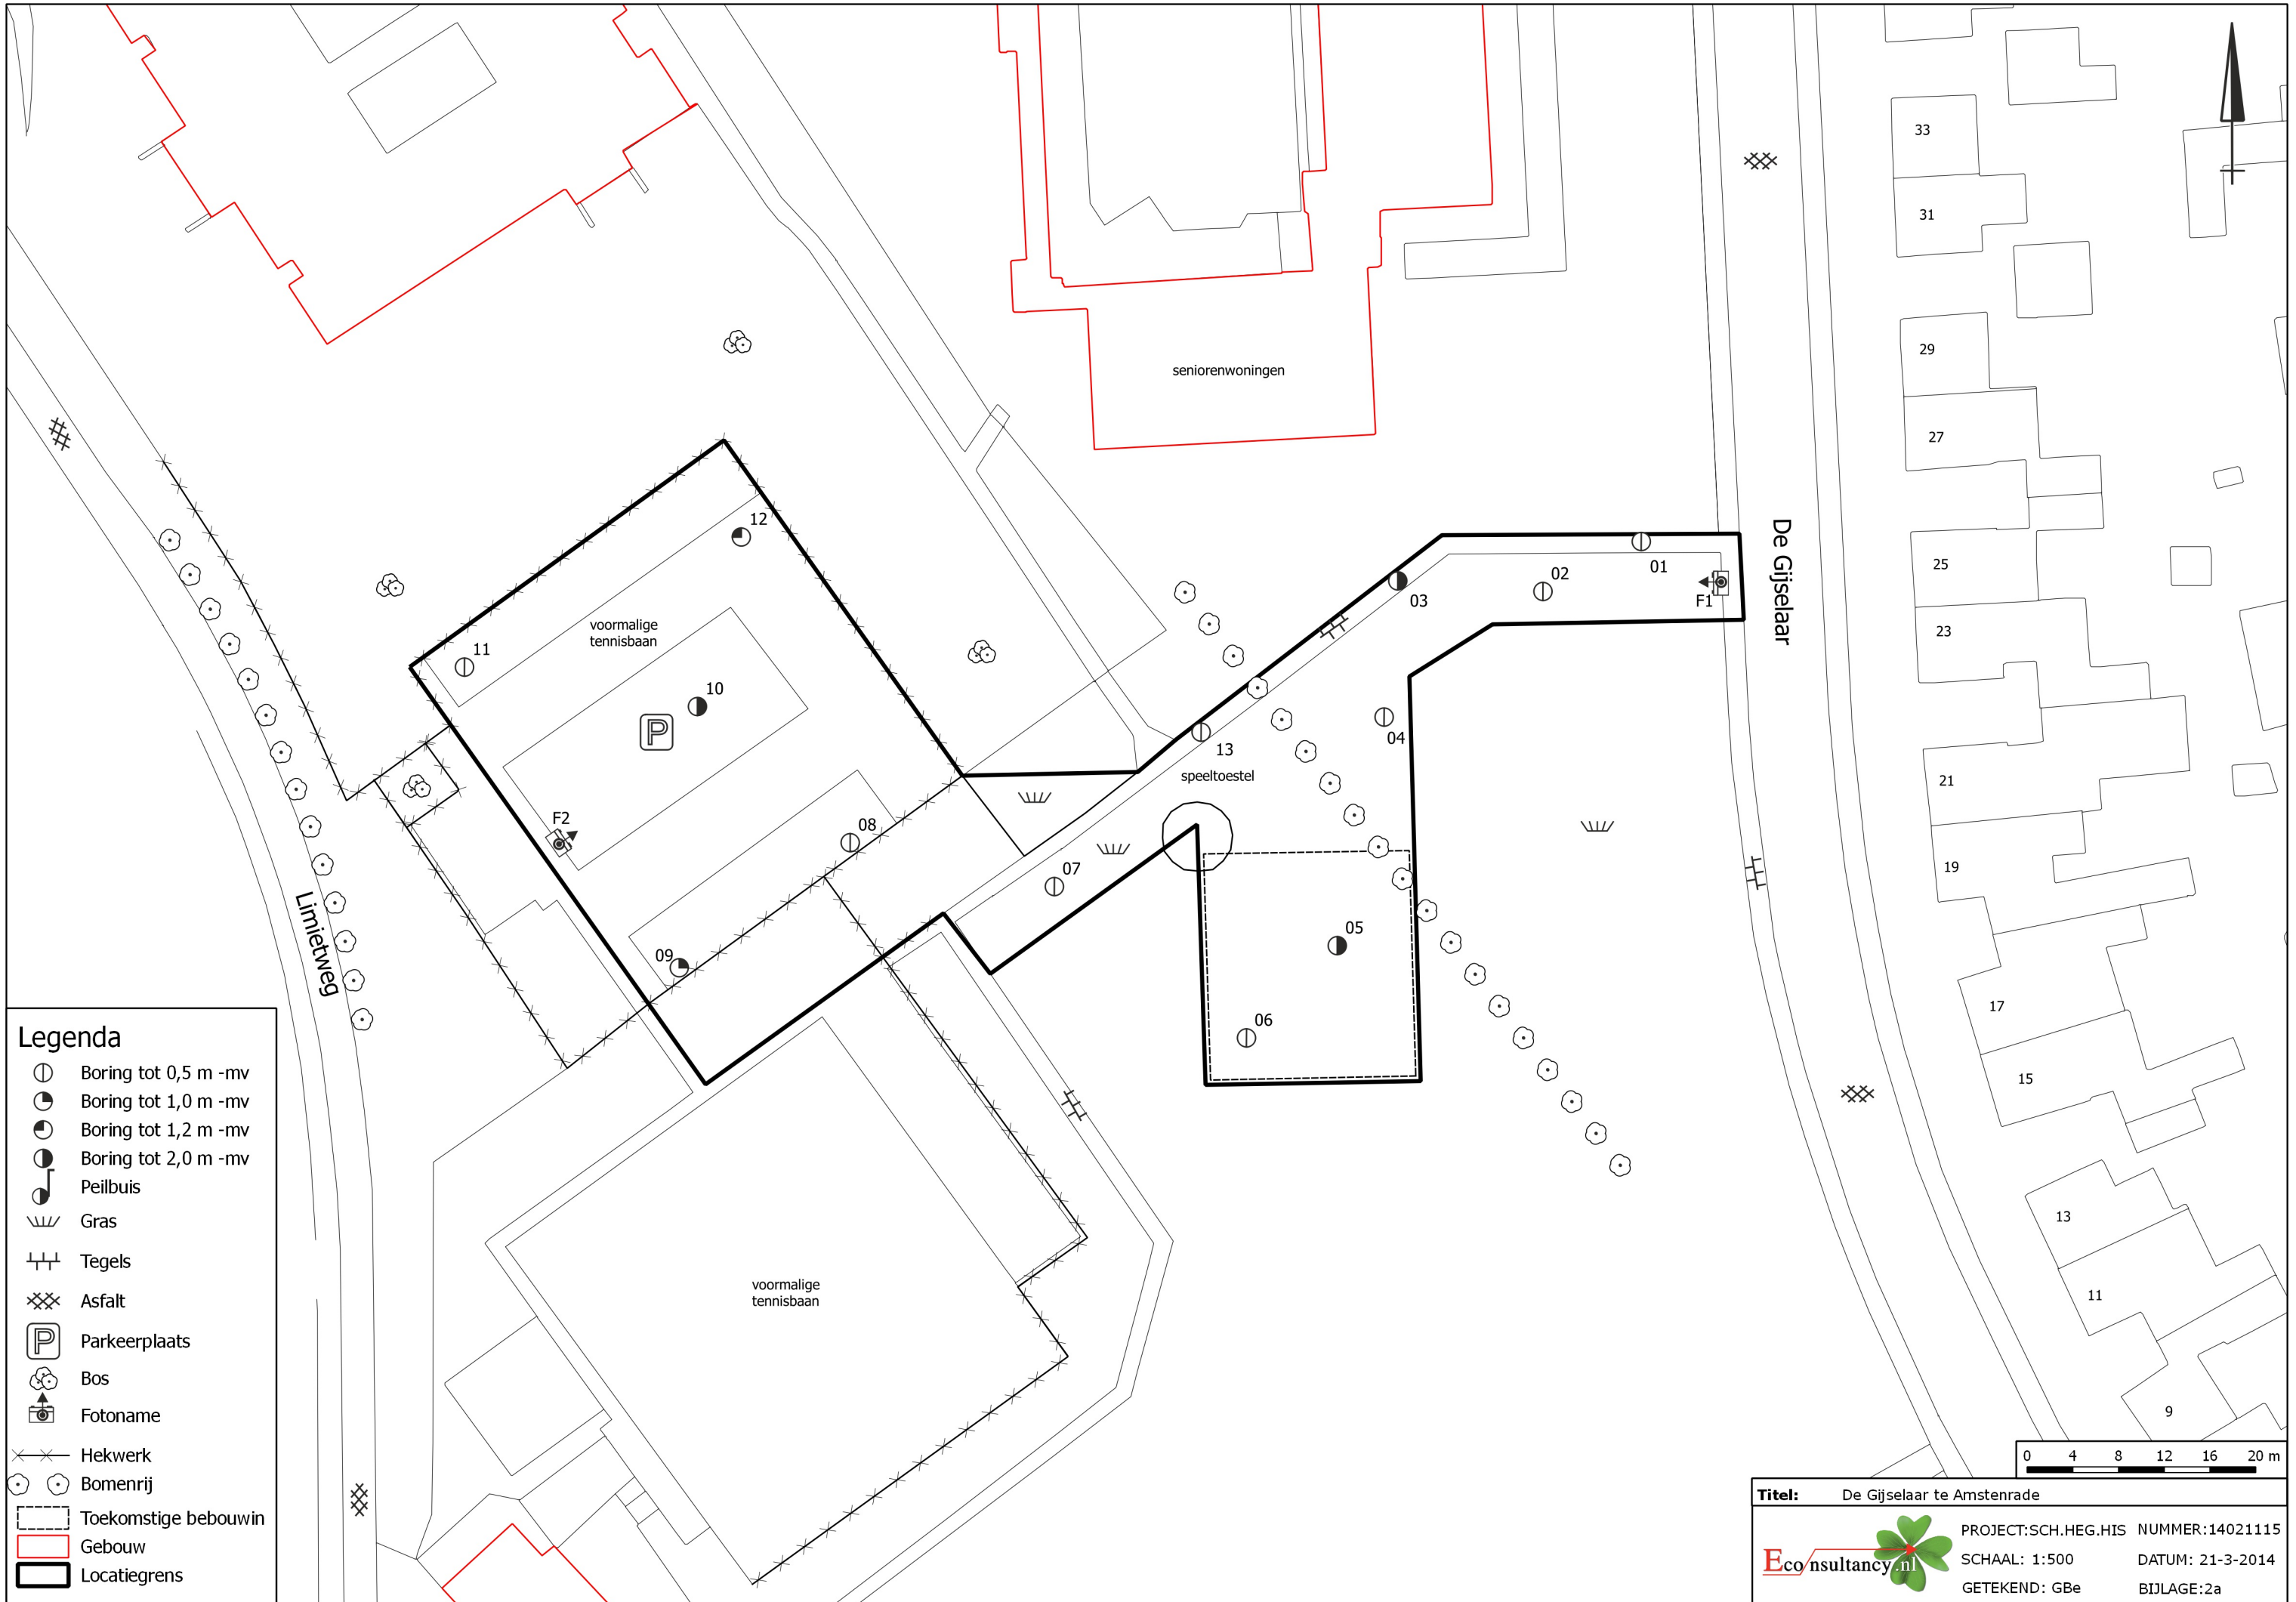 33
31
29
27
25
23
21
19
17
15
13
11
9
seniorenwoningen
De Gijselaar
Limietweg
12
11
10
voormalige
tennisbaan
P
F2
08
09
07
01
02
03
F1
04
13
speeltoestel
05
06
voormalige
tennisbaan
Legenda
Boring tot 0,5 m -mv
Boring tot 1,0 m -mv
Boring tot 1,2 m -mv
Boring tot 2,0 m -mv
Peilbuis
Gras
Tegels
Asfalt
P Parkeerplaats
Bos
Fotoname
Hekwerk
Bomenrij
Toekomstige bebouwin
Gebouw
Locatiegrens
0 4 8 12 16 20 m
Titel: De Gijselaar te Amstenrade
Econsultancy.nl
PROJECT:SCH.HEG.HIS NUMMER:14021115
SCHAAL: 1:500 DATUM: 21-3-2014
GETEKEND: GBe BIJLAGE:2a